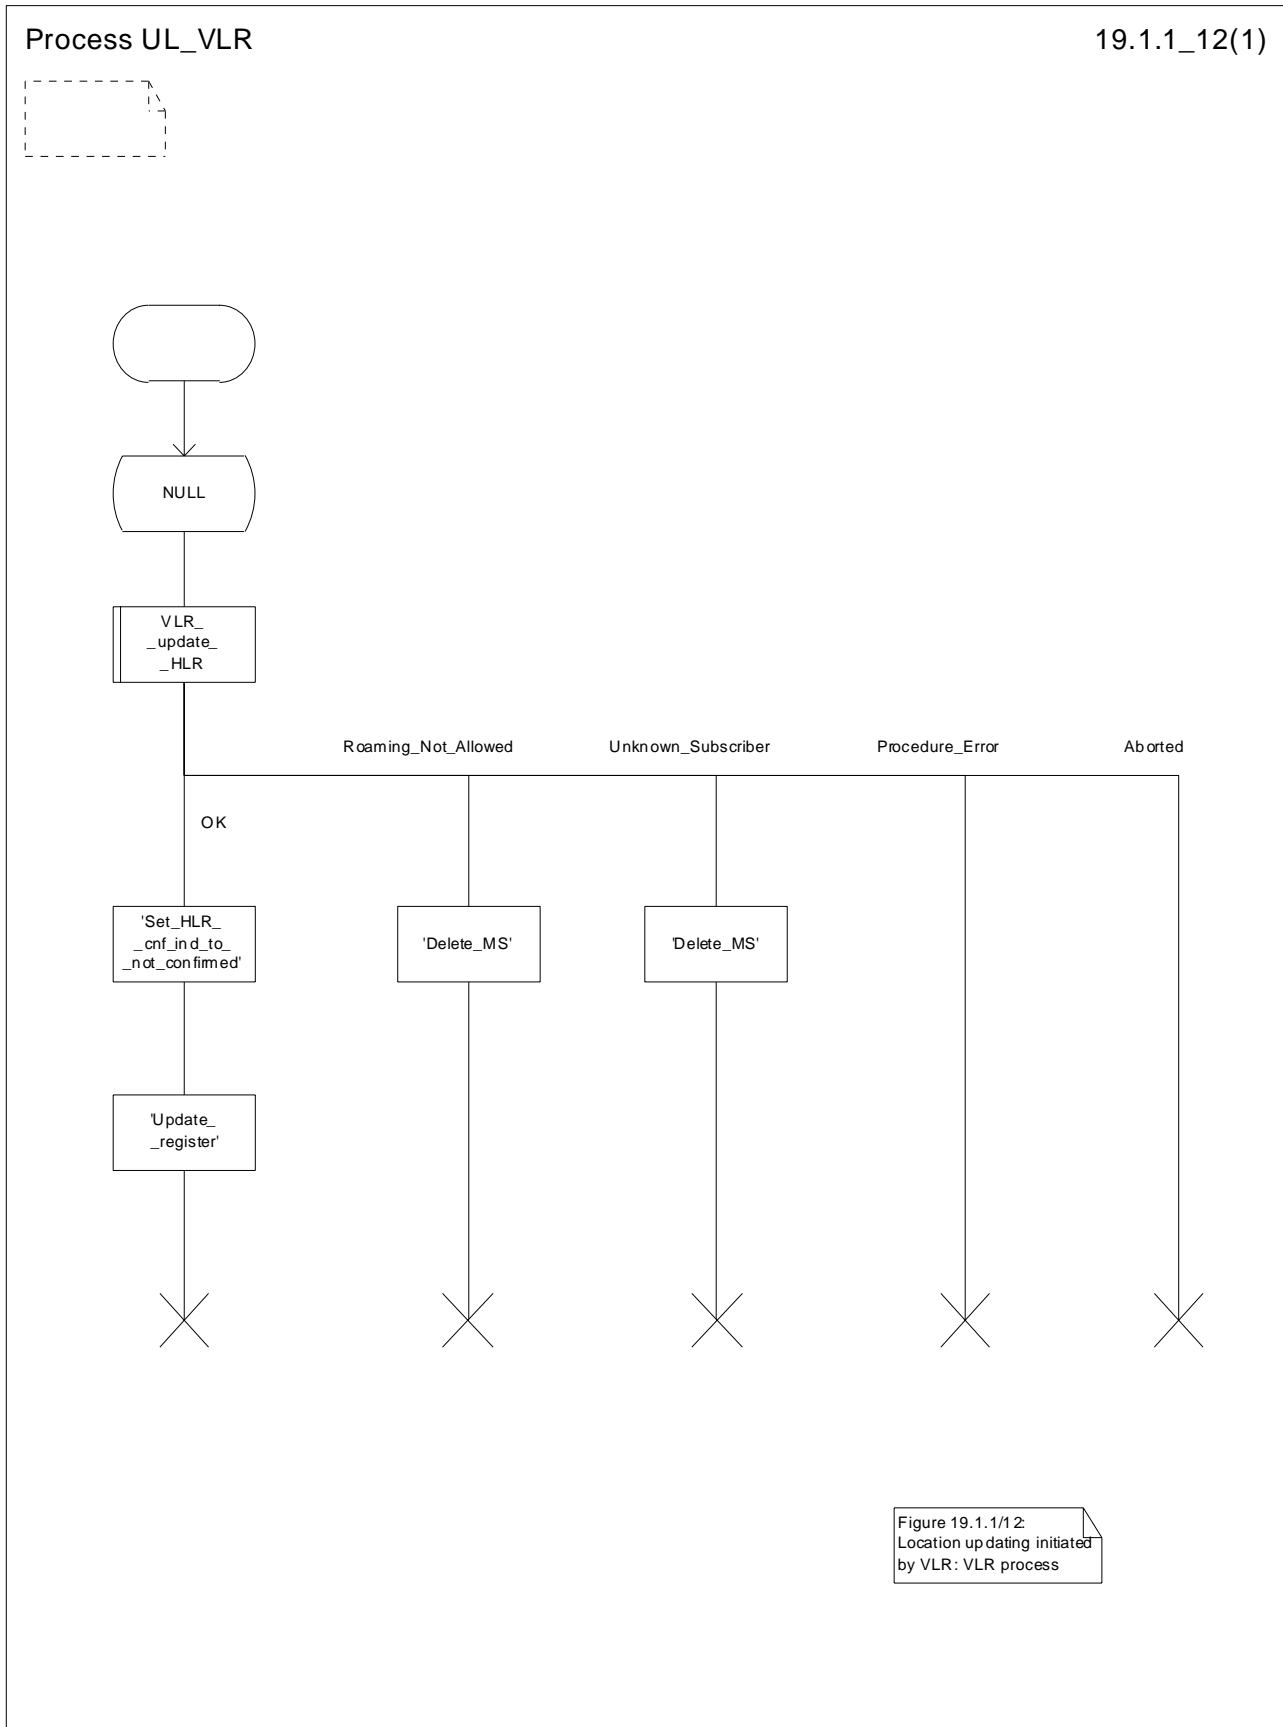 Process UL_VLR
19.1.1_12(1)
NULL
VLR_
_update_
_HLR
Roaming_Not_Allowed
Unknown_Subscriber
Procedure_Error
Aborted
OK
'Set_HLR_
_cnf_ind_to_
_not_confirmed'
'Delete_MS'
'Delete_MS'
'Update_
_register'
Figure 19.1.1/12:
Location updating initiated
by VLR: VLR process